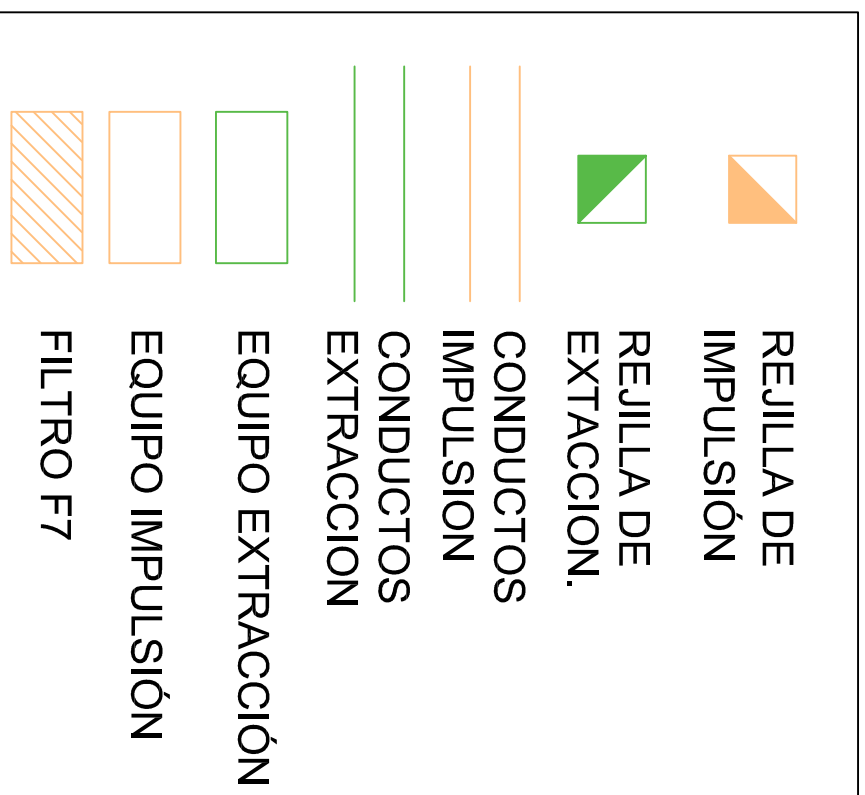 REJILLA DE
IMPULSIÓN
REJILLA DE
EXTACCION.
CONDUCTOS
IMPULSION
CONDUCTOS
EXTRACCION
EQUIPO EXTRACCIÓN
EQUIPO IMPULSIÓN
FILTRO F7